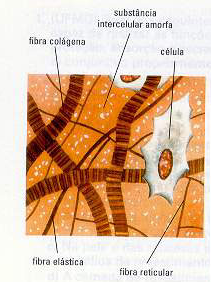 substância
intercelular amorfa
fibra colágena
célula
fibra elástica
fibra reticular